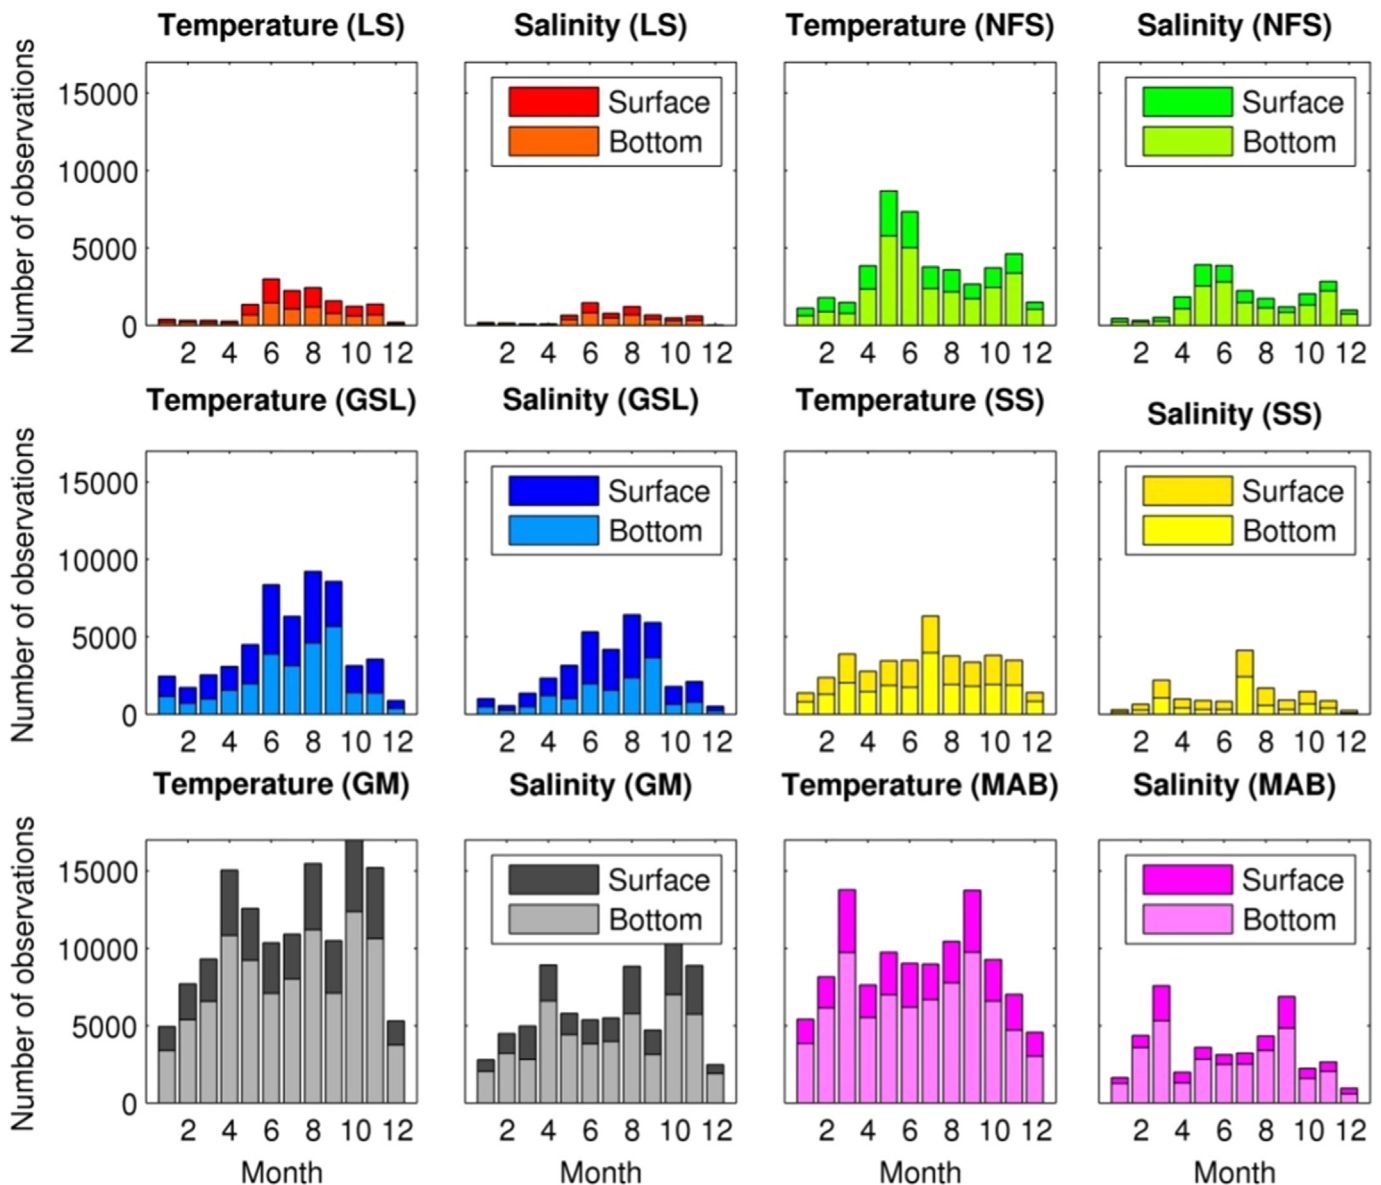 Temperature (LS) Salinity (LS) Temperature (NFS) Salinity (NFS)
Number of observations
15000
10000
5000
0
Surface
Bottom
Surface
Bottom
2 4 6 8 10 12 2 4 6 8 10 12 2 4 6 8 10 12 2 4 6 8 10 12
Temperature (GSL) Salinity (GSL) Temperature (SS) Salinity (SS)
Number of observations
15000
10000
5000
0
Surface
Bottom
Surface
Bottom
2 4 6 8 10 12 2 4 6 8 10 12 2 4 6 8 10 12 2 4 6 8 10 12
Temperature (GM) Salinity (GM) Temperature (MAB) Salinity (MAB)
Number of observations
15000
10000
5000
0
Surface
Bottom
Surface
Bottom
2 4 6 8 10 12 2 4 6 8 10 12 2 4 6 8 10 12 2 4 6 8 10 12
Month Month Month Month